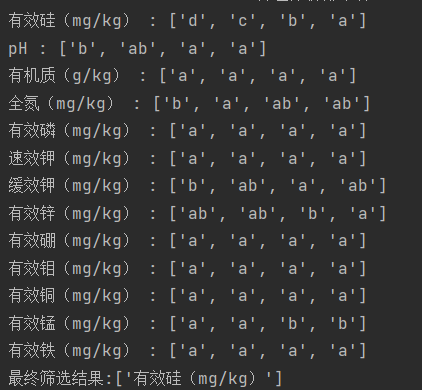 有效硅（mg/kg） : ['d', 'c', 'b', 'a']
pH : ['b', 'ab', 'a', 'a']
有机质（g/kg） : ['a', 'a', 'a', 'a']
全氮（mg/kg） : ['b', 'a', 'ab', 'ab']
有效磷（mg/kg） : ['a', 'a', 'a', 'a']
速效钾（mg/kg） : ['a', 'a', 'a', 'a']
缓效钾（mg/kg） : ['b', 'ab', 'a', 'ab']
有效锌（mg/kg） : ['ab', 'ab', 'b', 'a']
有效硼（mg/kg） : ['a', 'a', 'a', 'a']
有效钼（mg/kg） : ['a', 'a', 'a', 'a']
有效铜（mg/kg） : ['a', 'a', 'a', 'a']
有效锰（mg/kg） : ['a', 'a', 'b', 'b']
有效铁（mg/kg） : ['a', 'a', 'a', 'a']
最终筛选结果:['有效硅（mg/kg）']